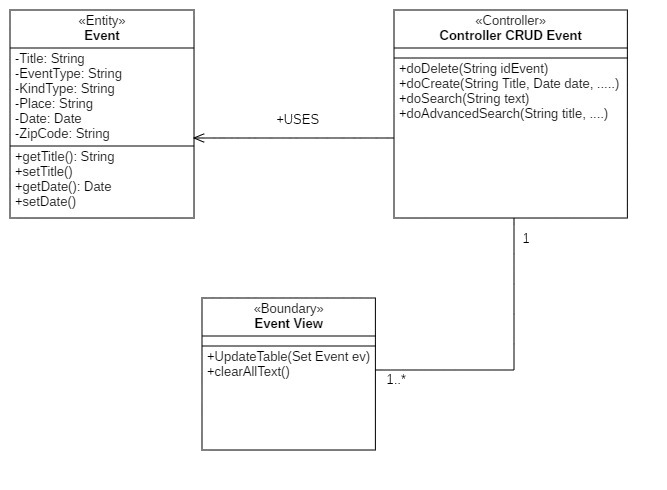 «Entity»
Event
-Title: String
-EventType: String
-KindType: String
-Place: String
-Date: Date
-ZipCode: String
+getTitle(): String
+setTitle()
+getDate(): Date
+setDate()
+USES
«Controller»
Controller CRUD Event
+doDelete(String idEvent)
+doCreate(String Title, Date date, .....)
+doSearch(String text)
+doAdvancedSearch(String title, ....)
1
«Boundary»
Event View
+UpdateTable(Set Event ev)
+clearAllText()
1..*